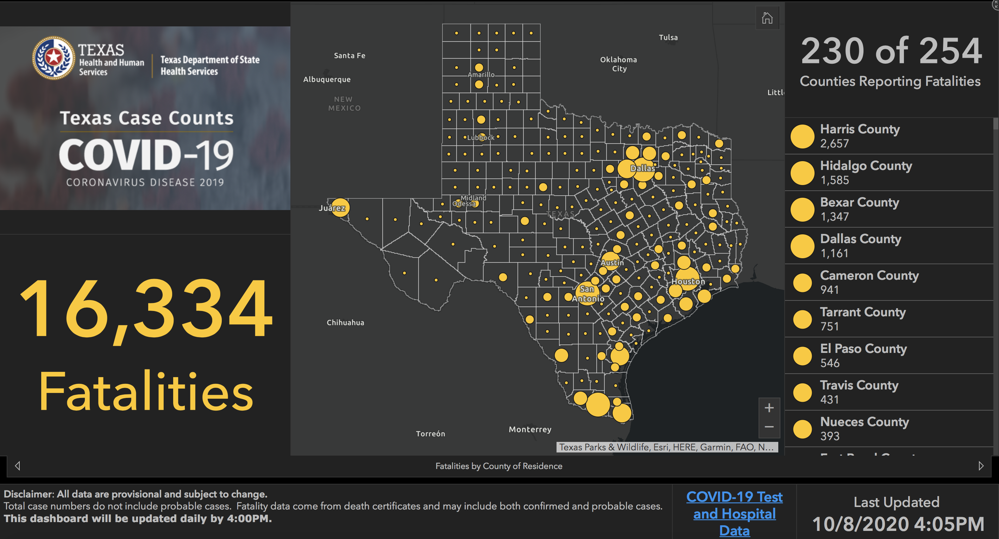 TEXAS
Health and Human
Services
Texas Department of State
Health Services
Texas Case Counts
COVID-19
CORONAVIRUS DISEASE 2019
16,334
Fatalities
Tulsa
Santa Fe
Oklahoma
City
Albuquerque
Amarillo
Littl
NEW
MEXICO
Lubbock
Dallas
Midland
Odessa
Juárez
TEXAS
Austin
Houston
San
Antonio
Chihuahua
Monterrey
Torreón
+
−
Texas Parks & Wildlife, Esri, HERE, Garmin, FAO, N...
230 of 254
Counties Reporting Fatalities
Harris County
2,657
Hidalgo County
1,585
Bexar County
1,347
Dallas County
1,161
Cameron County
941
Tarrant County
751
El Paso County
546
Travis County
431
Nueces County
393
Fatalities by County of Residence
Disclaimer: All data are provisional and subject to change.
Total case numbers do not include probable cases. Fatality data come from death certificates and may include both confirmed and probable cases.
This dashboard will be updated daily by 4:00PM.
COVID-19 Test
and Hospital
Data
Last Updated
10/8/2020 4:05PM